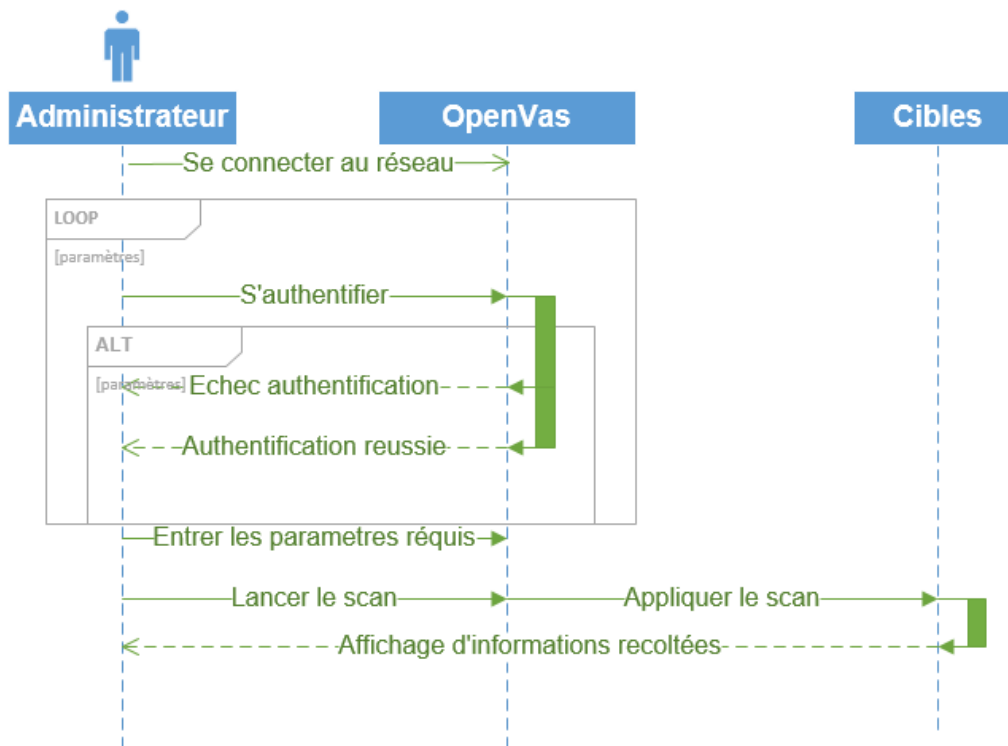 Administrateur
OpenVas
Cibles
Se connecter au réseau
LOOP
[paramètres]
S'authentifier
ALT
[paramètres]
Echec authentification
Authentification reussie
Entrer les parametres réquis
Lancer le scan
Appliquer le scan
Affichage d'informations recoltées